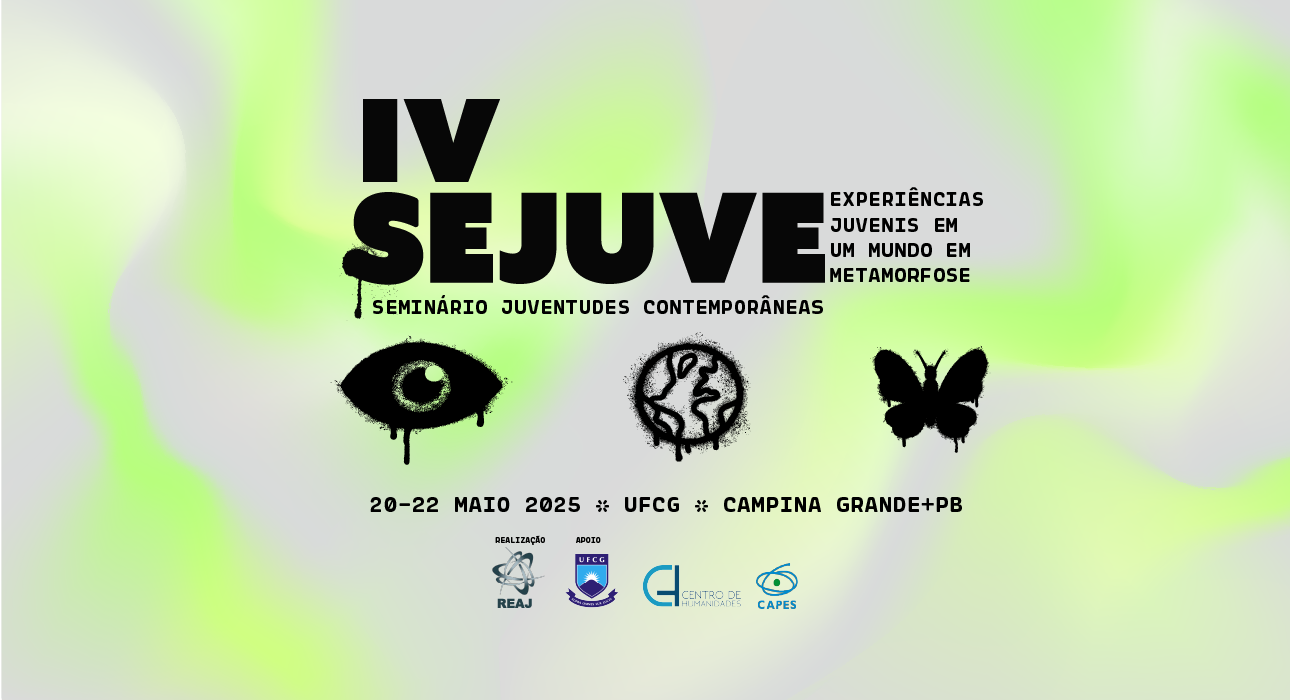 IV
SEJUVE
EXPERIÊNCIAS
JUVENIS EM
UM MUNDO EM
METAMORFOSE
SEMINÁRIO JUVENTUDES CONTEMPORÂNEAS
20-22 MAIO 2025 ※ UFCG ※ CAMPINA GRANDE+PB
REALIZAÇÃO
APOIO
REAJ
UFCG
CENTRO DE
HUMANIDADES
CAPES